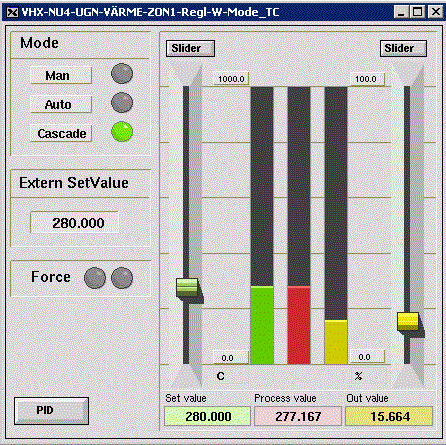 VHX-NU4-UGN-VÄRME-ZON1-Regl-W-Mode_TC
Mode
Man
Auto
Cascade
Extern SetValue
280.000
Force
PID
Slider
Slider
1000.0
100.0
0.0
0.0
C
%
Set value
Process value
Out value
280.000
277.167
15.664